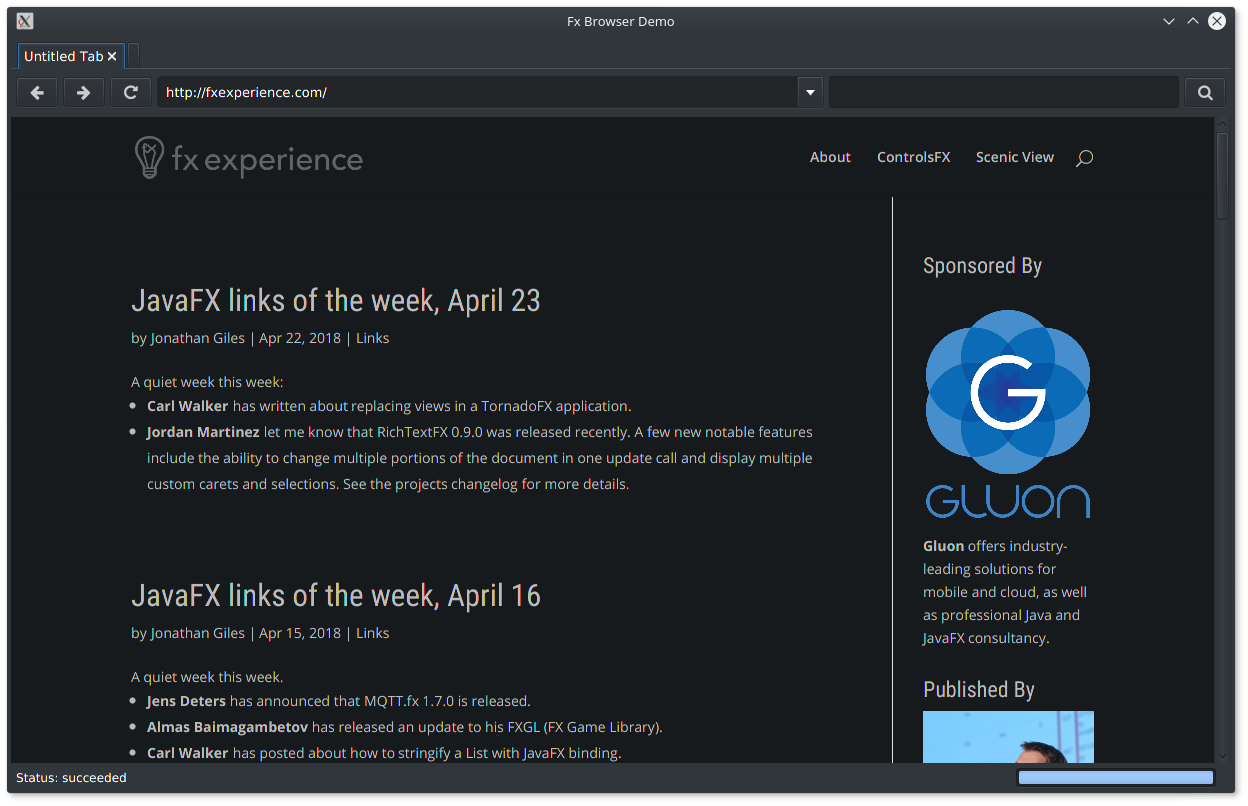 Fx Browser Demo
Untitled Tab
http://fxexperience.com/
fx experience
About ControlsFX Scenic View
JavaFX links of the week, April 23
by Jonathan Giles | Apr 22, 2018 | Links
A quiet week this week:
Carl Walker has written about replacing views in a TornadoFX application.
Jordan Martinez let me know that RichTextFX 0.9.0 was released recently. A few new notable features
include the ability to change multiple portions of the document in one update call and display multiple
custom carets and selections. See the projects changelog for more details.
JavaFX links of the week, April 16
by Jonathan Giles | Apr 15, 2018 | Links
A quiet week this week.
Jens Deters has announced that MQTT.fx 1.7.0 is released.
Almas Baimagambetov has released an update to his FXGL (FX Game Library).
Carl Walker has posted about how to stringify a List with JavaFX binding.
Sponsored By
G
GLUON
Gluon offers industry-
leading solutions for
mobile and cloud, as well
as professional Java and
JavaFX consultancy.
Published By
Status: succeeded